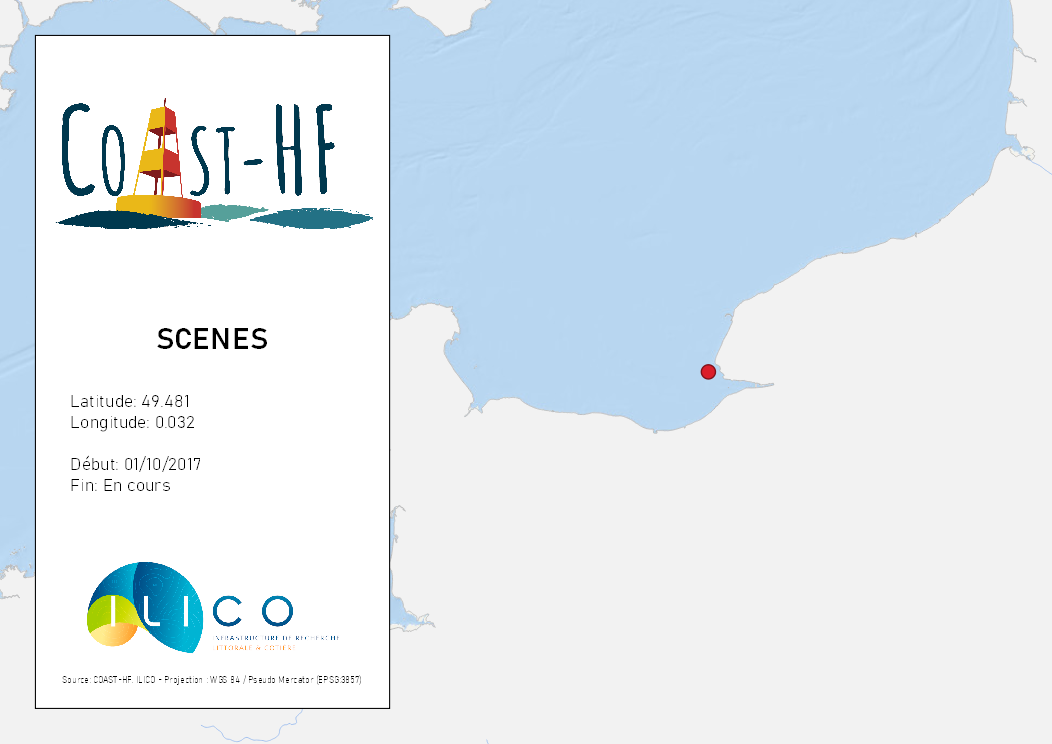 COAST-HF
SCENES
Latitude: 49.481
Longitude: 0.032
Début: 01/10/2017
Fin: En cours
ILICO
INFRASTRUCTURE DE RECHERCHE
LITTORALE & COTIERE
Source: COAST-HF, ILICO - Projection : WGS 84 / Pseudo Mercator (EPSG:3857)